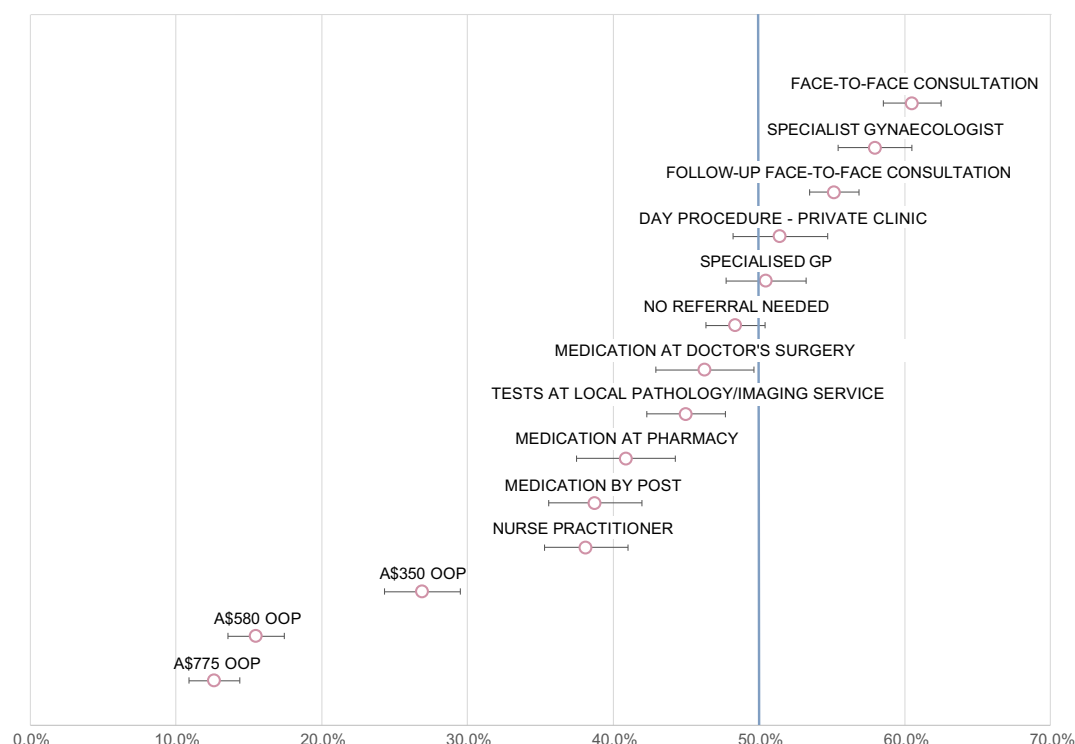 FACE-TO-FACE CONSULTATION
SPECIALIST GYNAECOLOGIST
FOLLOW-UP FACE-TO-FACE CONSULTATION
DAY PROCEDURE - PRIVATE CLINIC
SPECIALISED GP
NO REFERRAL NEEDED
MEDICATION AT DOCTOR'S SURGERY
TESTS AT LOCAL PATHOLOGY/IMAGING SERVICE
MEDICATION AT PHARMACY
MEDICATION BY POST
NURSE PRACTITIONER
A$350 OOP
A$580 OOP
A$775 OOP
0.0% 10.0% 20.0% 30.0% 40.0% 50.0% 60.0% 70.0%